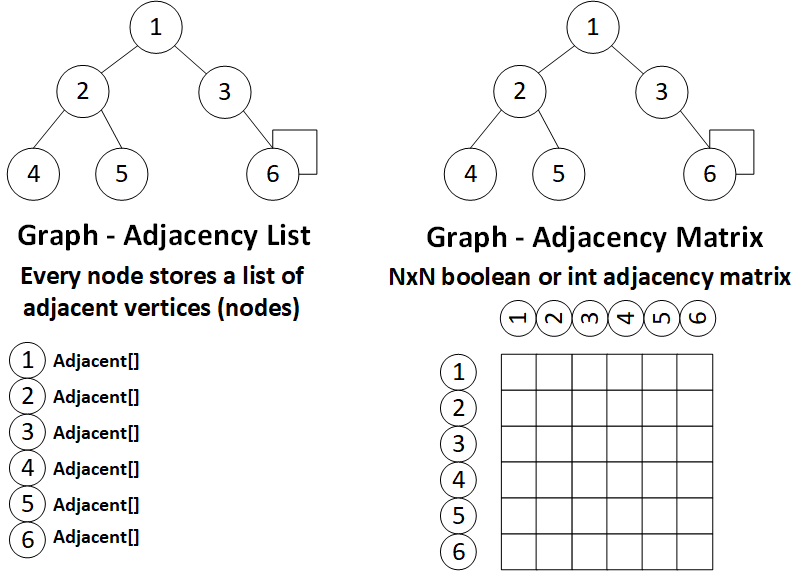 1
2
3
4
5
6
Graph - Adjacency List
Every node stores a list of
adjacent vertices (nodes)
1 Adjacent[]
2 Adjacent[]
3 Adjacent[]
4 Adjacent[]
5 Adjacent[]
6 Adjacent[]
1
2
3
4
5
6
Graph - Adjacency Matrix
NxN boolean or int adjacency matrix
1 2 3 4 5 6
1
2
3
4
5
6